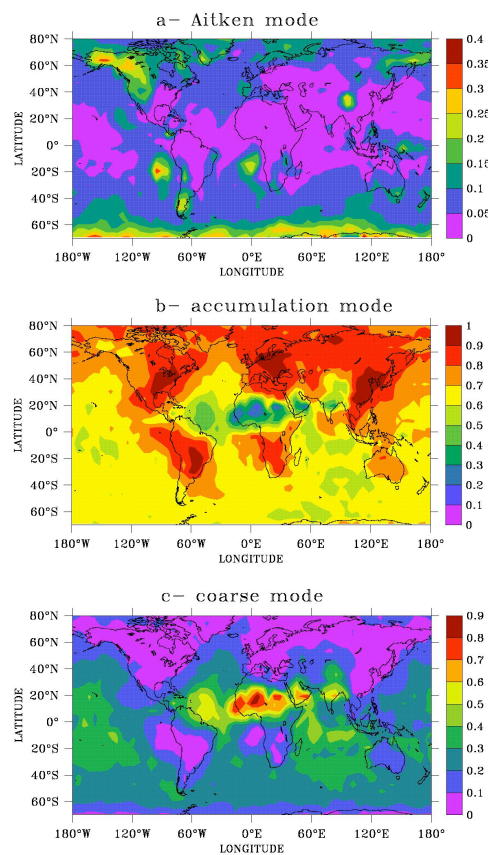 a- Aitken mode
80°N
60°N
40°N
20°N
0°
20°S
40°S
60°S
LATITUDE
180°W 120°W 60°W 0°E 60°E 120°E 180°
LONGITUDE
0.4
0.35
0.3
0.25
0.2
0.15
0.1
0.05
0
b- accumulation mode
80°N
60°N
40°N
20°N
0°
20°S
40°S
60°S
LATITUDE
180°W 120°W 60°W 0°E 60°E 120°E 180°
LONGITUDE
1
0.9
0.8
0.7
0.6
0.5
0.4
0.3
0.2
0.1
0
c- coarse mode
80°N
60°N
40°N
20°N
0°
20°S
40°S
60°S
LATITUDE
180°W 120°W 60°W 0°E 60°E 120°E 180°
LONGITUDE
0.9
0.8
0.7
0.6
0.5
0.4
0.3
0.2
0.1
0